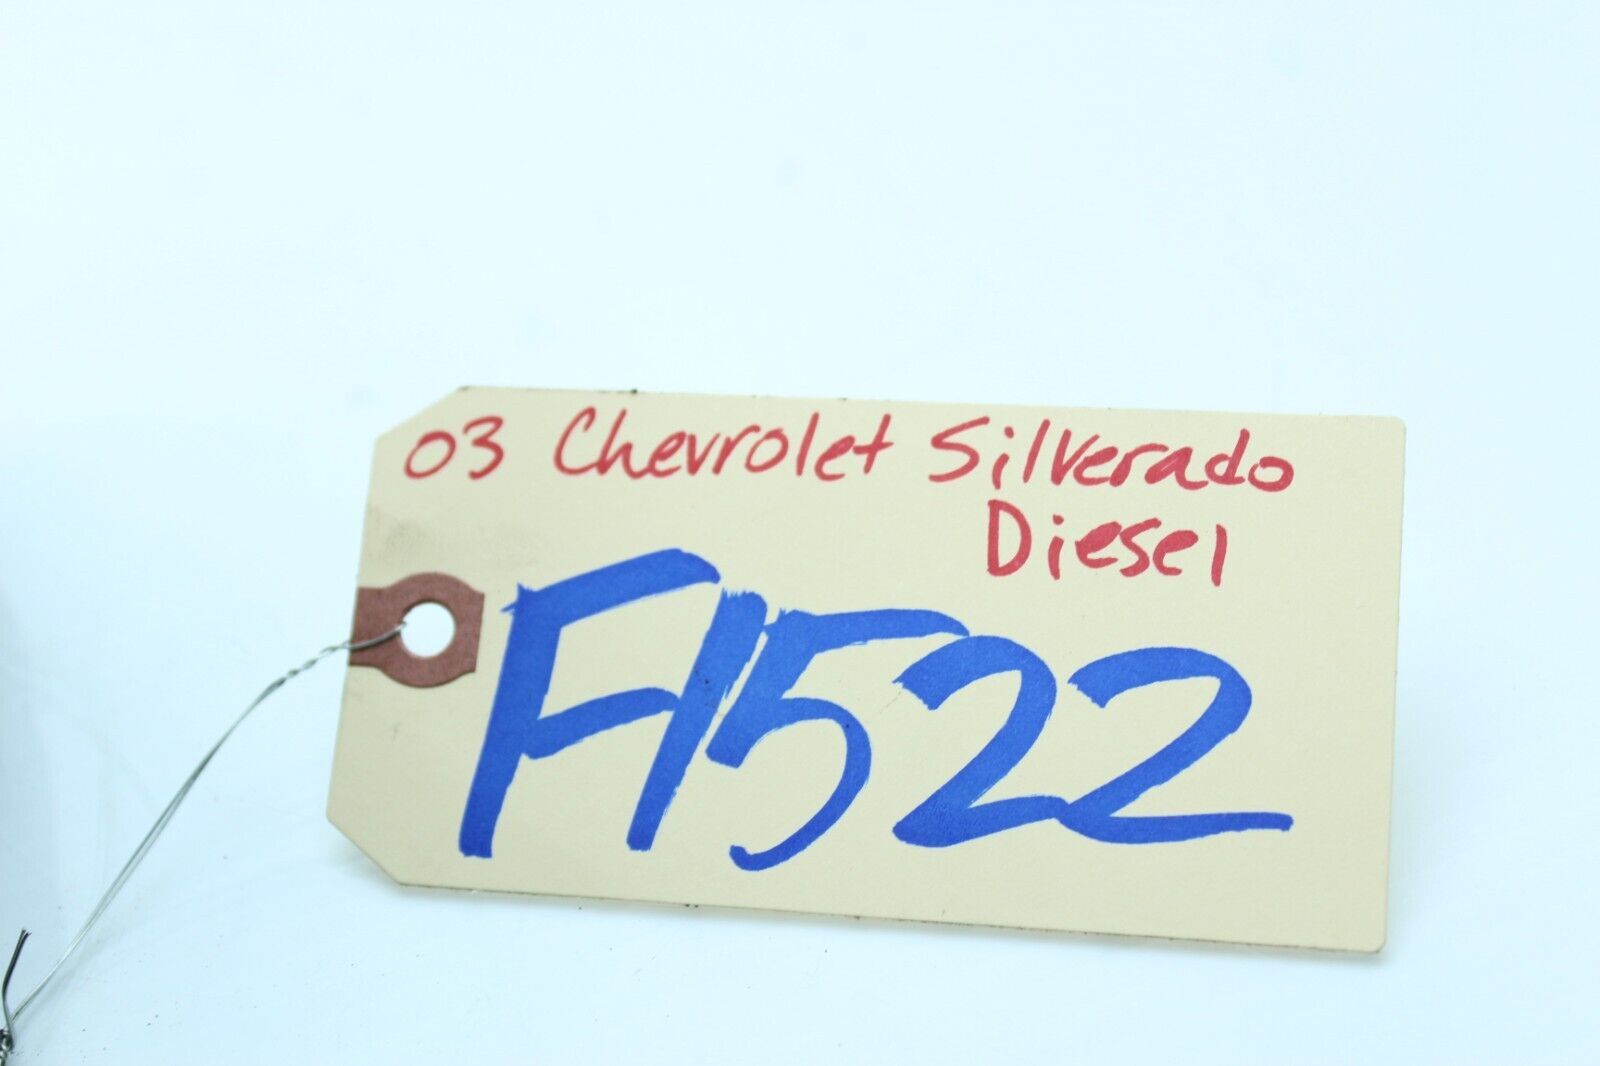 03 Chevrolet Silverado
Diesel
F1522